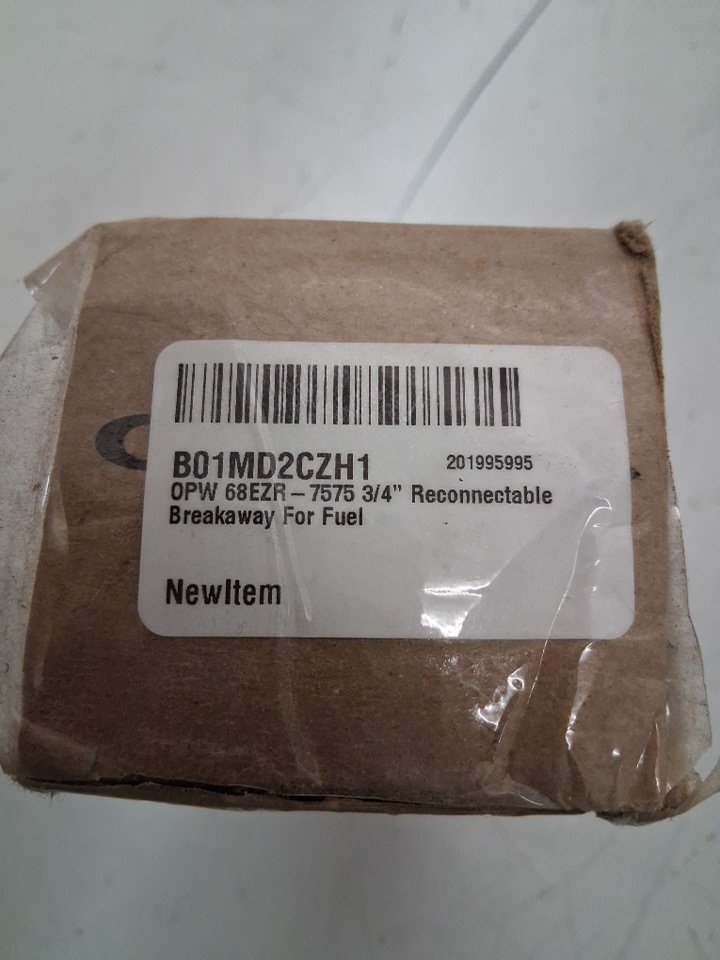 B01MD2CZH1 201995995
OPW 68EZR – 7575 3/4" Reconnectable
Breakaway For Fuel
NewItem